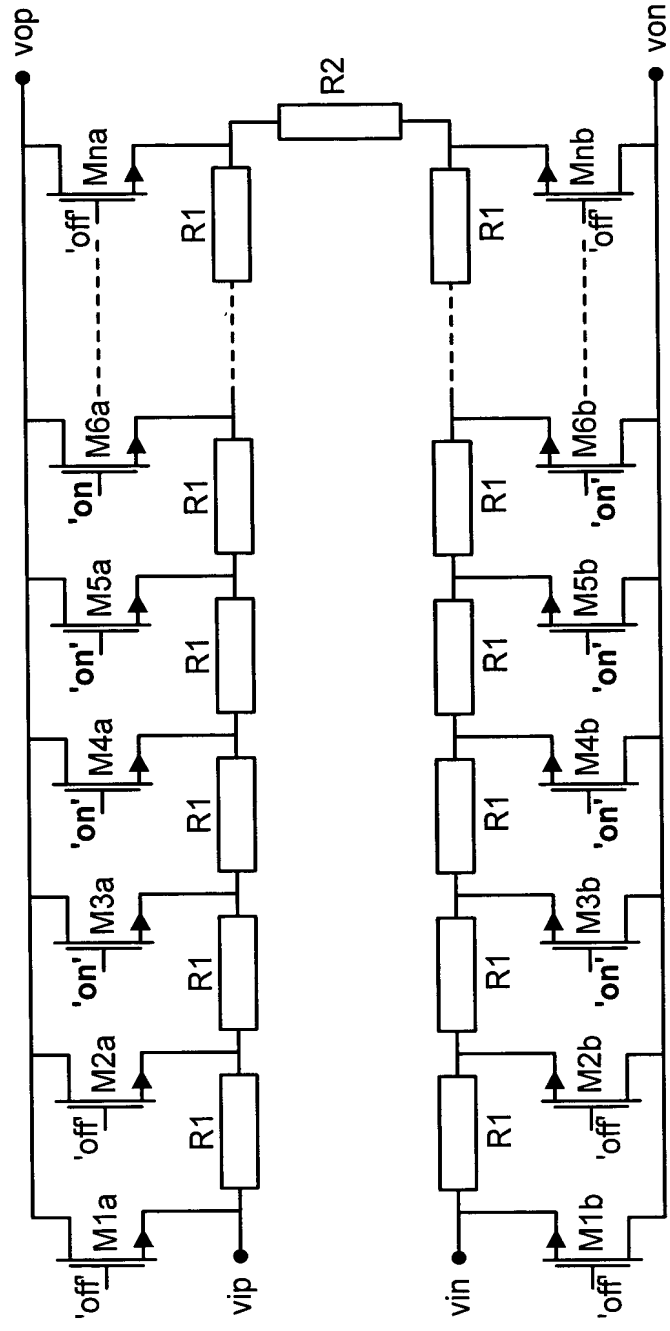 vop
M1a
'off'
M2a
'off'
M3a
'on'
M4a
'on'
M5a
'on'
M6a
'on
Mna
'off
vip
R1
R1
R1
R1
R1
R1
R2
vin
R1
R1
R1
R1
R1
R1
M1b
'off'
M2b
'off'
M3b
'on'
M4b
'on'
M5b
'on'
M6b
'on'
Mnb
'off'
von